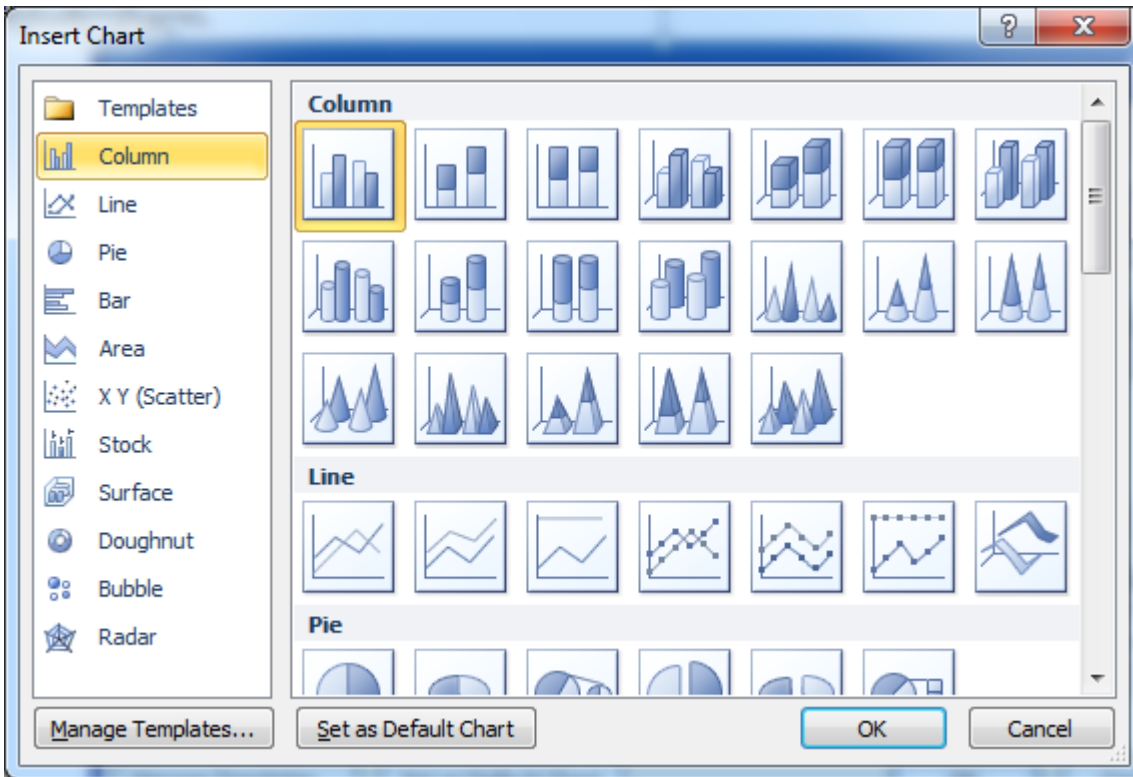 Insert Chart
Templates
Column
Line
Pie
Bar
Area
X Y (Scatter)
Stock
Surface
Doughnut
Bubble
Radar
Column
Line
Pie
Manage Templates...
Set as Default Chart
OK
Cancel